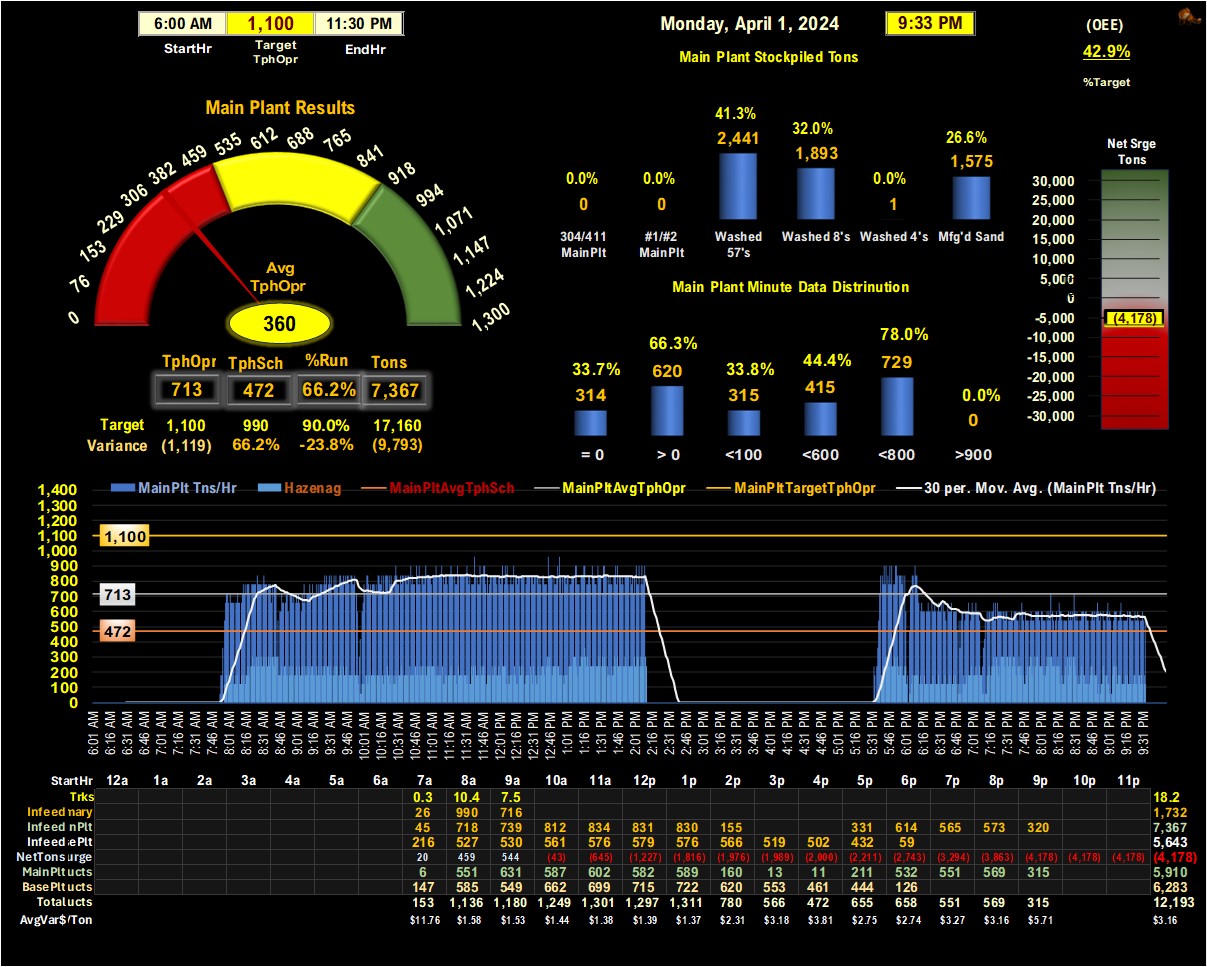 6:00 AM 1,100 11:30 PM
StartHr Target TphOpr EndHr
Monday, April 1, 2024
9:33 PM
(OEE)
42.9%
%Target
Main Plant Stockpiled Tons
Main Plant Results
0 76 153 229 306 382 459 535 612 688 765 841 918 994 1,071 1,147 1,224 1,300
Avg
TphOpr
360
TphOpr TphSch %Run Tons
713 472 66.2% 7,367
Target 1,100 990 90.0% 17,160
Variance (1,119) 66.2% -23.8% (9,793)
0.0% 0.0% 41.3% 32.0% 0.0% 26.6%
0 0 2,441 1,893 1 1,575
304/411 MainPlt
#1/#2 MainPlt
Washed 57's
Washed 8's
Washed 4's
Mfg'd Sand
Main Plant Minute Data Distrinution
33.7% 66.3% 33.8% 44.4% 78.0% 0.0%
314 620 315 415 729 0
= 0 > 0 <100 <600 <800 >900
Net Srge
Tons
30,000
25,000
20,000
15,000
10,000
5,000
0
-5,000
(4,178)
-10,000
-15,000
-20,000
-25,000
-30,000
MainPlt Tns/Hr Hazenag MainPltAvgTphSch MainPltAvgTphOpr MainPltTargetTphOpr 30 per. Mov. Avg. (MainPlt Tns/Hr)
1,400
1,300
1,200
1,100
1,000
900
800
700
600
500
400
300
200
100
0
1,100
713
472
6:01 AM 6:16 AM 6:31 AM 6:46 AM 7:01 AM 7:16 AM 7:31 AM 7:46 AM 8:01 AM 8:16 AM 8:31 AM 8:46 AM 9:01 AM 9:16 AM 9:31 AM 9:46 AM 10:01 AM 10:16 AM 10:31 AM 10:46 AM 11:01 AM 11:16 AM 11:31 AM 11:46 AM 12:01 PM 12:16 PM 12:31 PM 12:46 PM 1:01 PM 1:16 PM 1:31 PM 1:46 PM 2:01 PM 2:16 PM 2:31 PM 2:46 PM 3:01 PM 3:16 PM 3:31 PM 3:46 PM 4:01 PM 4:16 PM 4:31 PM 4:46 PM 5:01 PM 5:16 PM 5:31 PM 5:46 PM 6:01 PM 6:16 PM 6:31 PM 6:46 PM 7:01 PM 7:16 PM 7:31 PM 7:46 PM 8:01 PM 8:16 PM 8:31 PM 8:46 PM 9:01 PM 9:16 PM 9:31 PM
StartHr 12a 1a 2a 3a 4a 5a 6a 7a 8a 9a 10a 11a 12p 1p 2p 3p 4p 5p 6p 7p 8p 9p 10p 11p
Trks 0.3 10.4 7.5 18.2
Infeed mary 26 990 716 1,732
Infeed nPlt 45 718 739 812 834 831 830 155 331 614 565 573 320 7,367
Infeed ePlt 216 527 530 561 576 579 576 566 519 502 432 59 5,643
NetTons urge 20 459 544 (43) (645) (1,227) (1,816) (1,976) (1,989) (2,000) (2,211) (2,743) (3,294) (3,863) (4,178) (4,178) (4,178) (4,178)
MainPlt ucts 6 551 631 587 602 582 589 160 13 11 211 532 551 569 315 5,910
BasePlt ucts 147 585 549 662 699 715 722 620 553 461 444 126 6,283
Total ucts 153 1,136 1,180 1,249 1,301 1,297 1,311 780 566 472 655 658 551 569 315 12,193
AvgVar$/Ton $11.76 $1.58 $1.53 $1.44 $1.38 $1.39 $1.37 $2.31 $3.18 $3.81 $2.75 $2.74 $3.27 $3.16 $5.71 $3.16